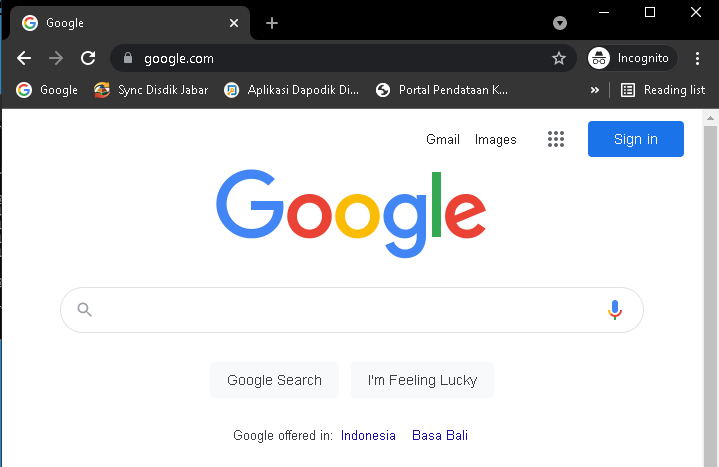 Google
google.com
Incognito
Google Sync Disdik Jabar Aplikasi Dapodik Di... Portal Pendataan K... » Reading list
Gmail Images Sign in
Google
Google Search I'm Feeling Lucky
Google offered in: Indonesia Basa Bali